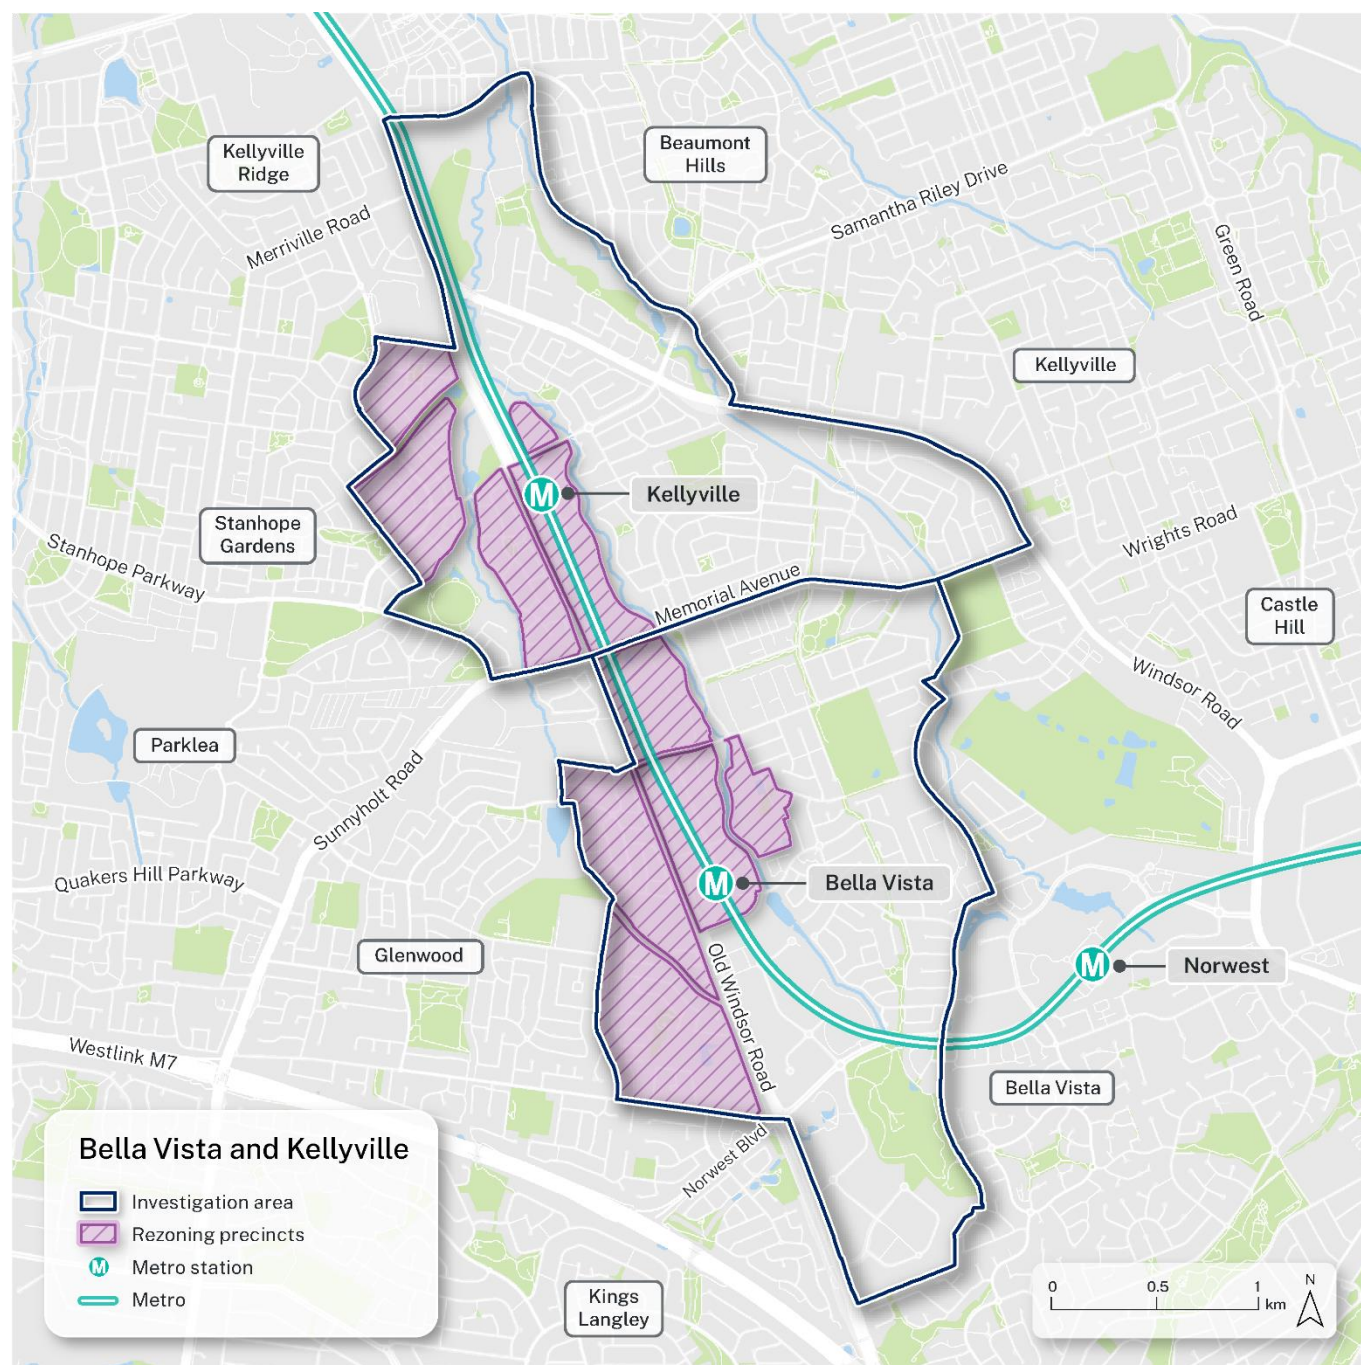 Kellyville
Ridge
Beaumont
Hills
Samantha Riley Drive
Merriville Road
Green Road
Kellyville
M
Kellyville
Stanhope
Gardens
Stanhope Parkway
Wrights Road
Memorial Avenue
Castle
Hill
Windsor Road
Parklea
Sunnyholt Road
Quakers Hill Parkway
M
Bella Vista
Glenwood
Old Windsor Road
M
Norwest
Westlink M7
Bella Vista
Norwest Blvd
Bella Vista and Kellyville
Investigation area
Rezoning precincts
M Metro station
Metro
Kings
Langley
0 0.5 1 km
N